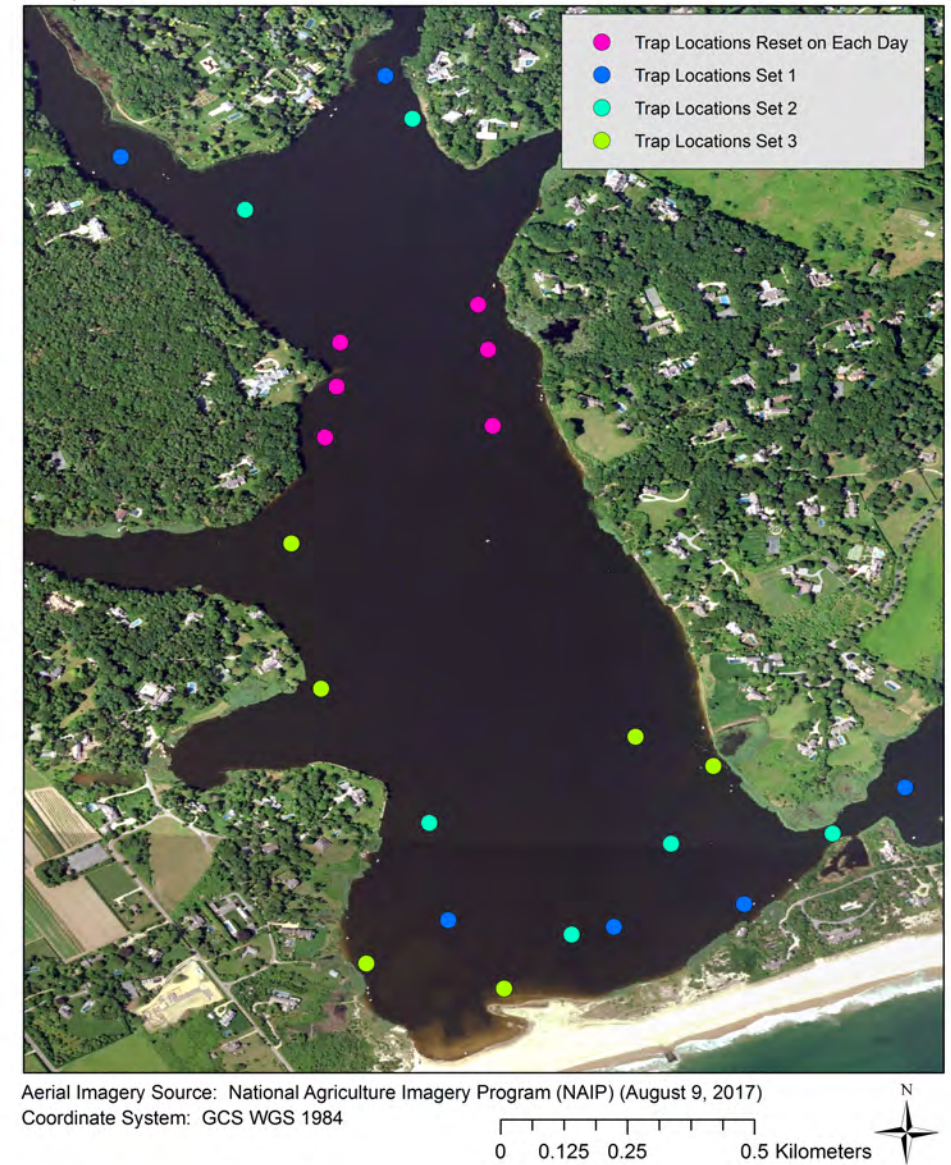 Trap Locations Reset on Each Day
Trap Locations Set 1
Trap Locations Set 2
Trap Locations Set 3
Aerial Imagery Source: National Agriculture Imagery Program (NAIP) (August 9, 2017)
Coordinate System: GCS WGS 1984
N
0 0.125 0.25 0.5 Kilometers